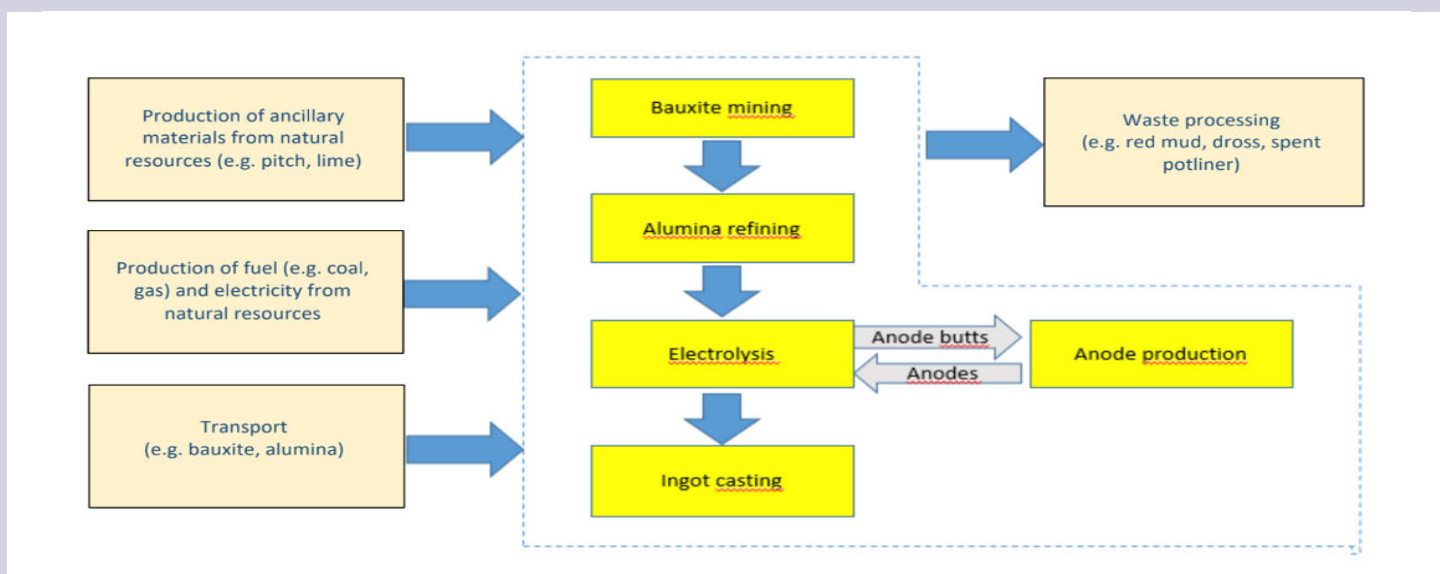 Production of ancillary
materials from natural
resources (e.g. pitch, lime)
Production of fuel (e.g. coal,
gas) and electricity from
natural resources
Transport
(e.g. bauxite, alumina)
Bauxite mining
Alumina refining
Electrolysis
Anode butts
Anodes
Anode production
Ingot casting
Waste processing
(e.g. red mud, dross, spent
potliner)